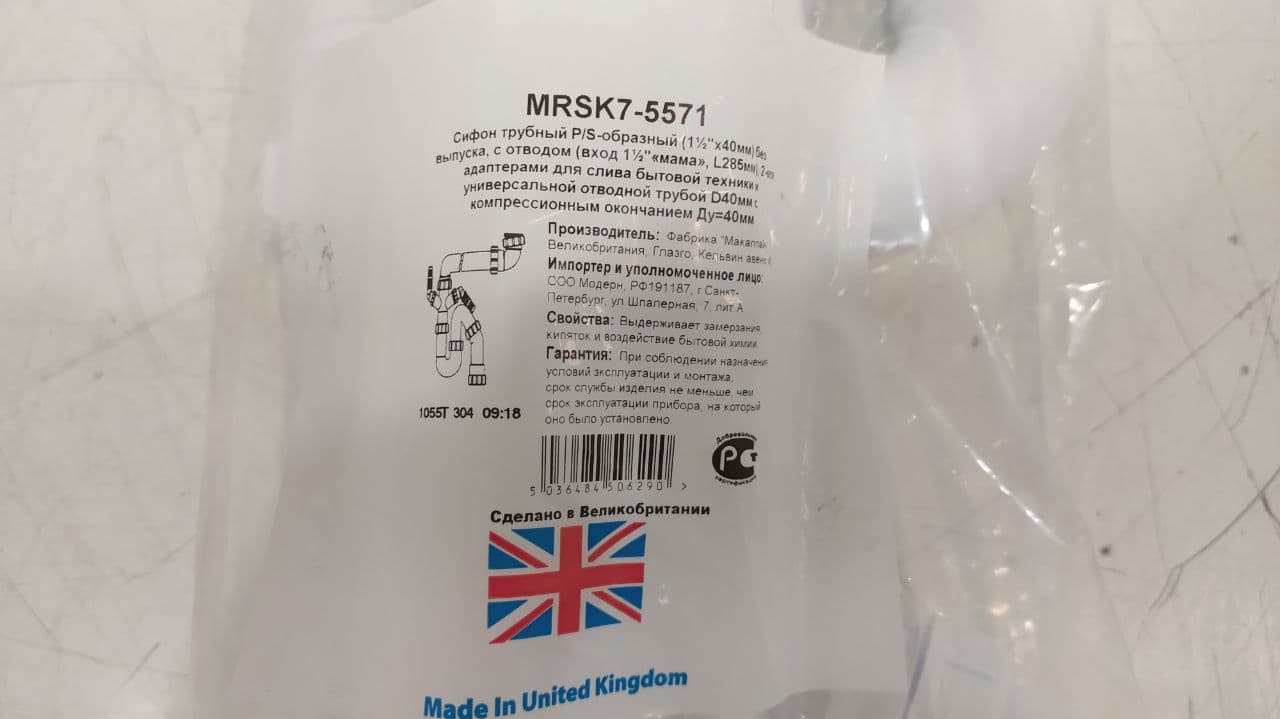 MRSK7-5571
Сифон трубный P/S-образный (1½"х40мм) без
выпуска, с отводом (вход 1½"«мама», L285мм), 2-мя
адаптерами для слива бытовой техники и
универсальной отводной трубой D40мм с
компрессионным окончанием Ду=40мм
Производитель: Фабрика "Макалпай
Великобритания, Глазго, Кельвин авеню
Импортер и уполномоченное лицо:
ООО Модерн, РФ191187, г Санкт-
Петербург, ул.Шпалерная, 7, лит А
Свойства: Выдерживает замерзания,
кипяток и воздействие бытовой химии
Гарантия: При соблюдении назначения,
условий эксплуатации и монтажа,
срок службы изделия не меньше, чем
срок эксплуатации прибора, на который
оно было установлено.
1055T 304 09:18
5 036484 506290 >
Добровольная
РСТ
сертификация
Сделано в Великобритании
Made In United Kingdom